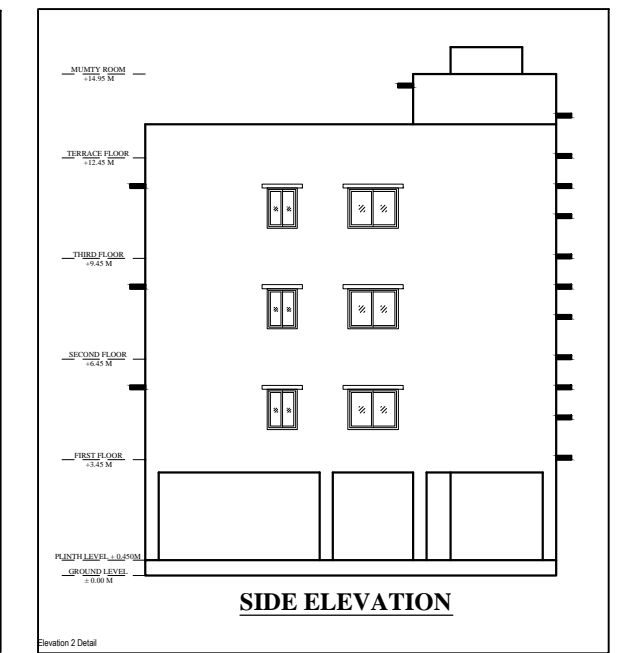 MUMTY ROOM
+14.95 M
TERRACE FLOOR
+12.45 M
THIRD FLOOR
+9.45 M
SECOND FLOOR
+6.45 M
FIRST FLOOR
+3.45 M
PLINTH LEVEL + 0.450M
GROUND LEVEL
± 0.00 M
SIDE ELEVATION
Elevation 2 Detail